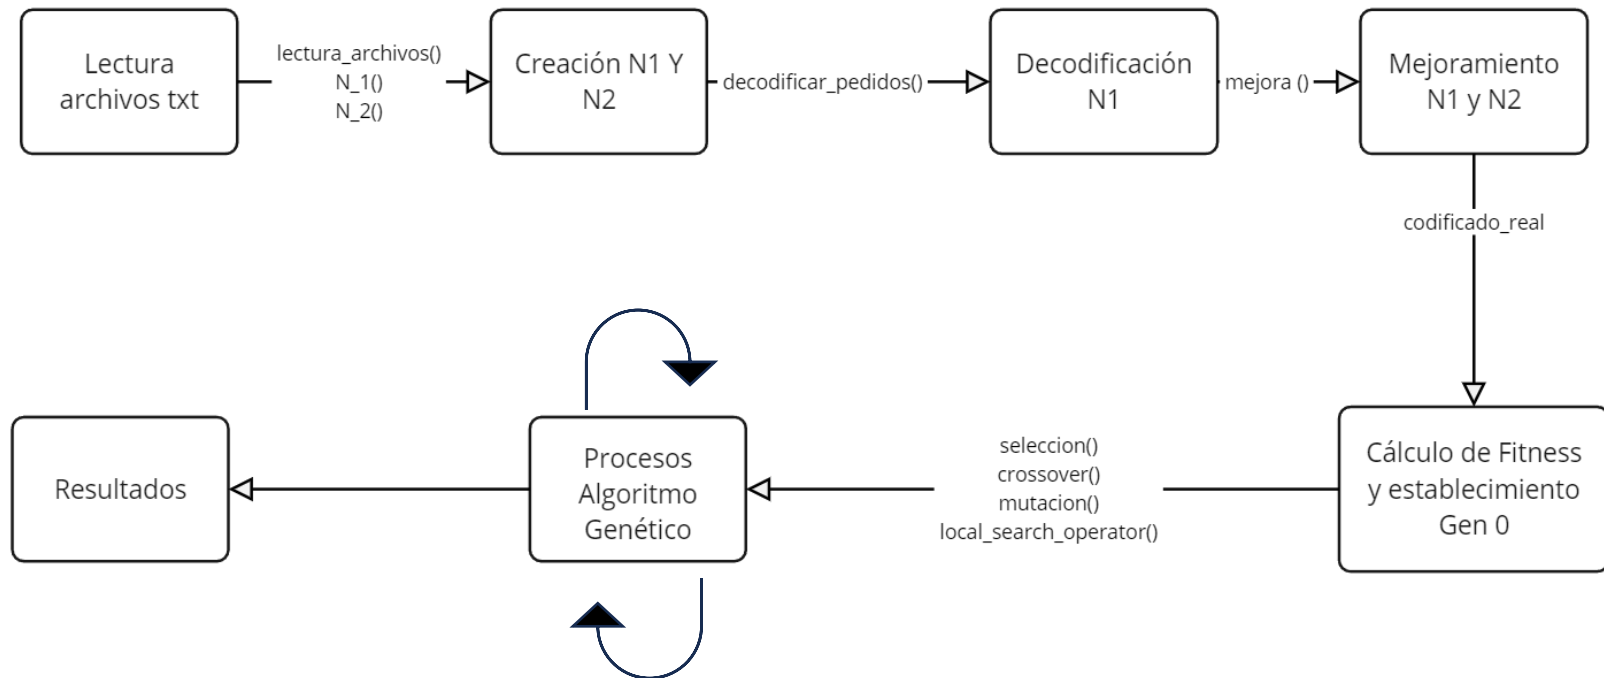 Lectura
archivos txt
lectura_archivos()
N_1()
N_2()
Creación N1 Y
N2
decodificar_pedidos()
Decodificación
N1
mejora ()
Mejoramiento
N1 y N2
codificado_real
Cálculo de Fitness
y establecimiento
Gen 0
seleccion()
crossover()
mutacion()
local_search_operator()
Procesos
Algoritmo
Genético
Resultados